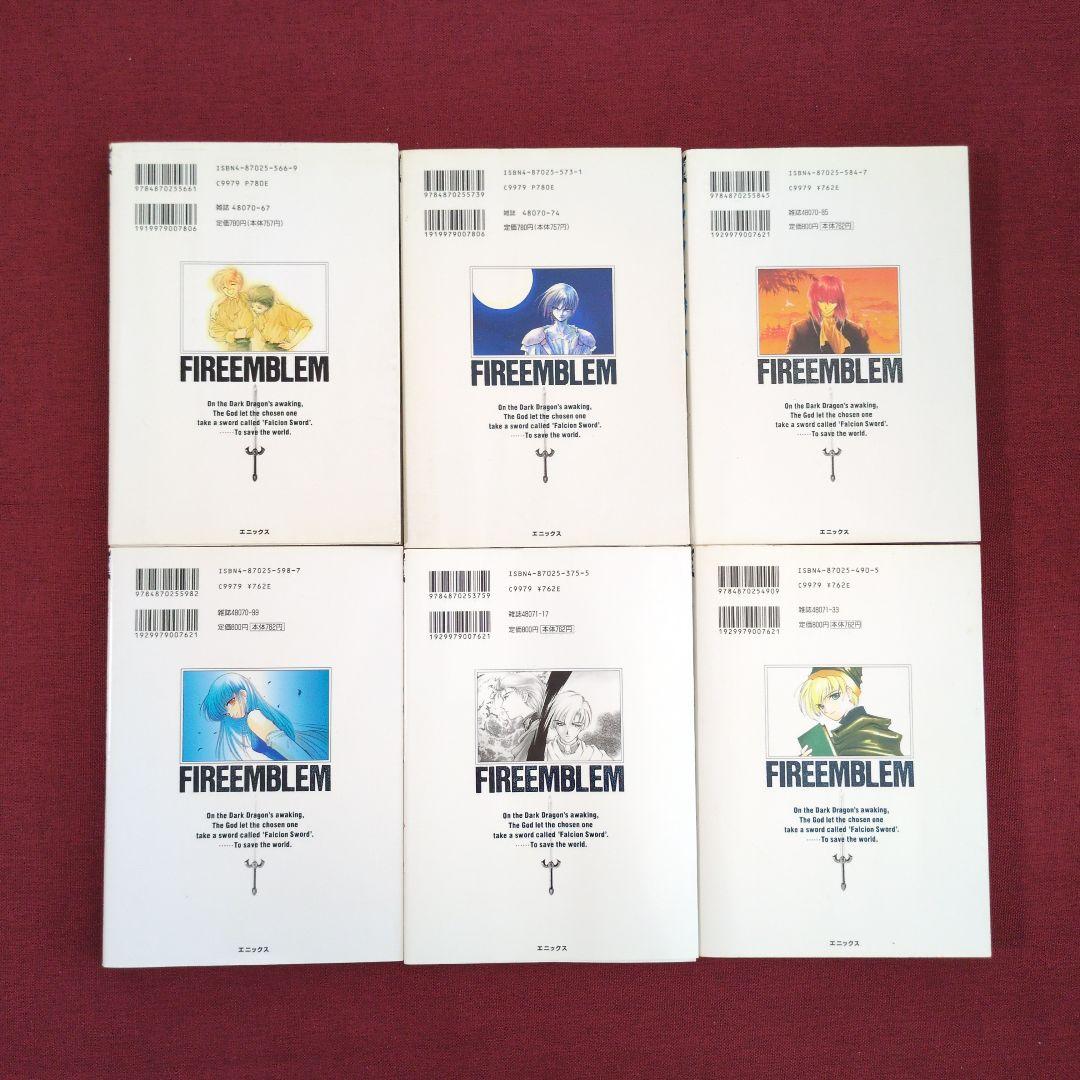 ISBN4-87025-566-9
C9979 P780E
9784870255661
雑誌 48070-67
定価780円(本体757円)
1919979007806
FIREEMBLEM
On the Dark Dragon's awaking,
The God let the chosen one
take a sword called 'Falcion Sword'.
……To save the world.
エニックス
ISBN4-87025-573-1
C9979 P780E
9784870255739
雑誌 48070-74
定価780円(本体757円)
1919979007806
FIREEMBLEM
On the Dark Dragon's awaking,
The God let the chosen one
take a sword called 'Falcion Sword'.
……To save the world.
エニックス
ISBN4-87025-584-7
C9979 ¥762E
9784870255845
雑誌48070-85
定価800円 本体762円
1929979007621
FIREEMBLEM
On the Dark Dragon's awaking,
The God let the chosen one
take a sword called 'Falcion Sword'.
……To save the world.
エニックス
ISBN4-87025-598-7
C9979 ¥762E
9784870255982
雑誌48070-99
定価800円 本体762円
1929979007621
FIREEMBLEM
On the Dark Dragon's awaking,
The God let the chosen one
take a sword called 'Falcion Sword'.
……To save the world.
エニックス
ISBN4-87025-375-5
C9979 ¥762E
9784870253759
雑誌48071-17
定価800円 本体762円
1929979007621
FIREEMBLEM
On the Dark Dragon's awaking,
The God let the chosen one
take a sword called 'Falcion Sword'.
……To save the world.
エニックス
ISBN4-87025-490-5
C9979 ¥762E
9784870254909
雑誌48071-33
定価800円 本体762円
1929979007621
FIREEMBLEM
On the Dark Dragon's awaking,
The God let the chosen one
take a sword called 'Falcion Sword'.
……To save the world.
エニックス